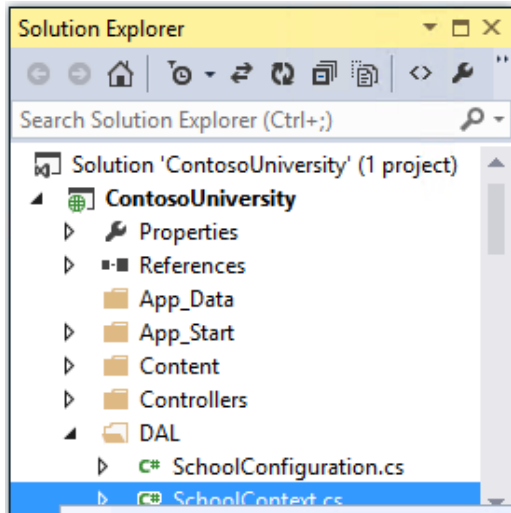 Solution Explorer
Search Solution Explorer (Ctrl+;)
Solution 'ContosoUniversity' (1 project)
ContosoUniversity
Properties
References
App_Data
App_Start
Content
Controllers
DAL
C# SchoolConfiguration.cs
C# SchoolContext.cs